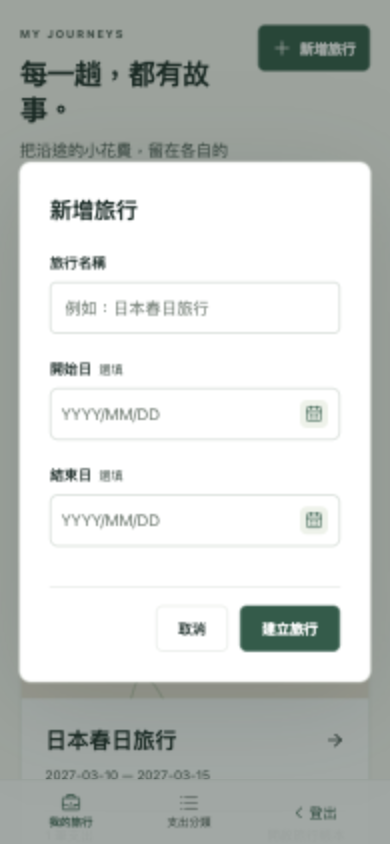 MY JOURNEYS
新增旅行
每一趟，都有故
事。
把沿途的小花費，留在各自的
新增旅行
旅行名稱
例如：日本春日旅行
開始日 選填
YYYY/MM/DD
結束日 選填
YYYY/MM/DD
取消
建立旅行
日本春日旅行
2027-03-10 — 2027-03-15
我的旅行
支出分類
登出